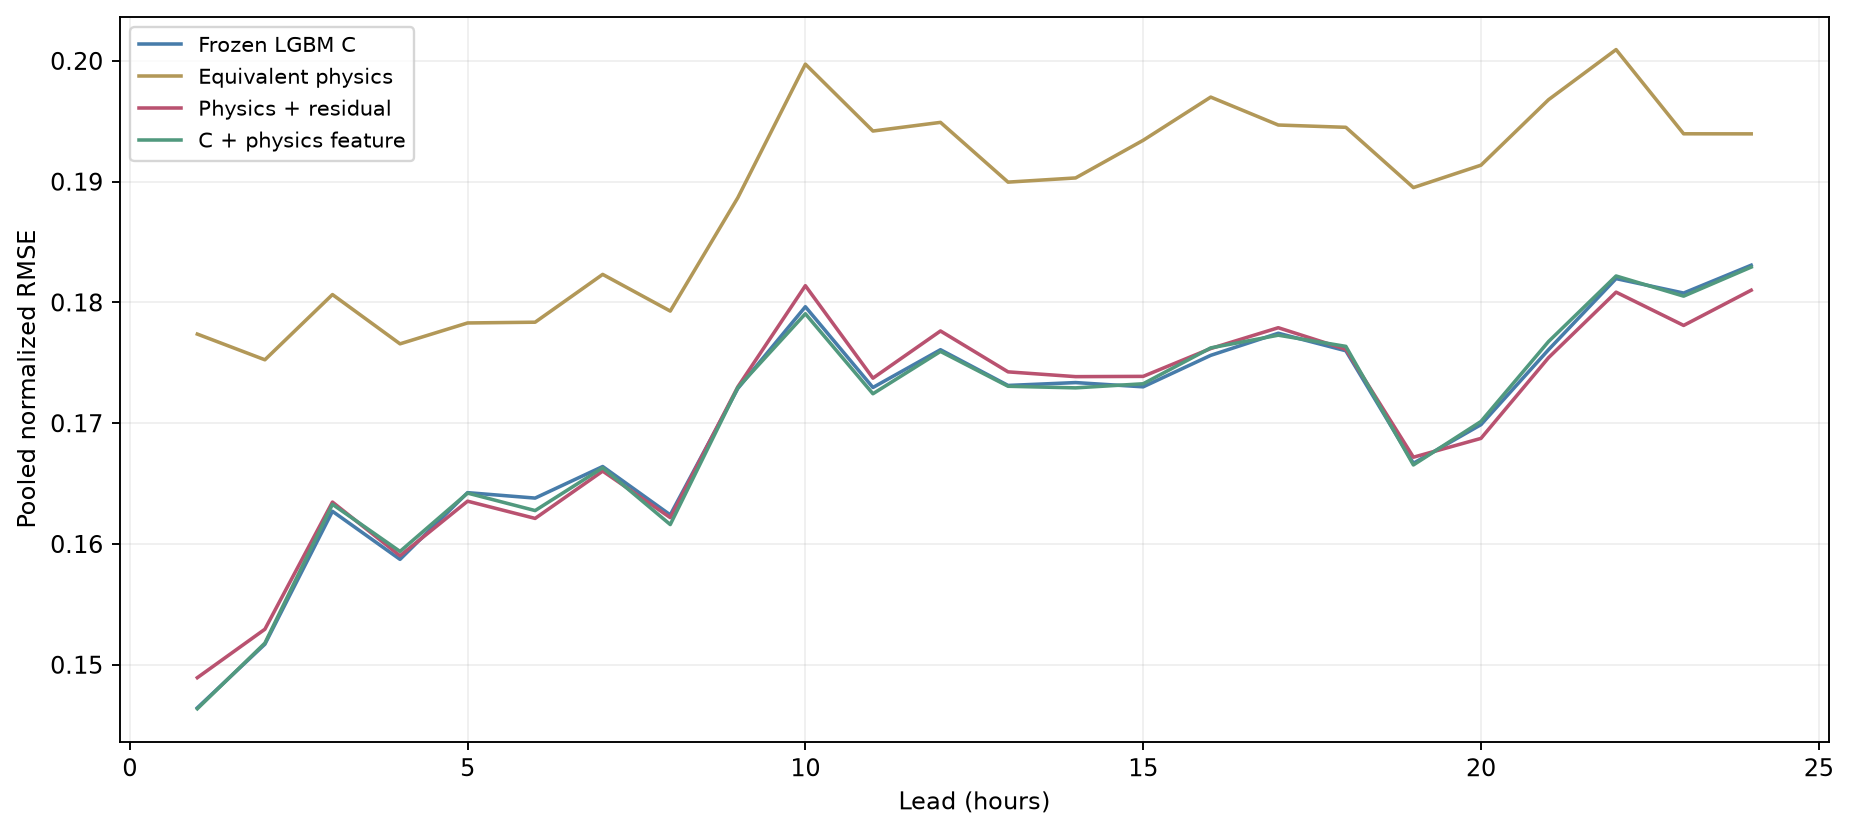 Frozen LGBM C
Equivalent physics
Physics + residual
C + physics feature
Pooled normalized RMSE
0.20
0.19
0.18
0.17
0.16
0.15
0 5 10 15 20 25
Lead (hours)